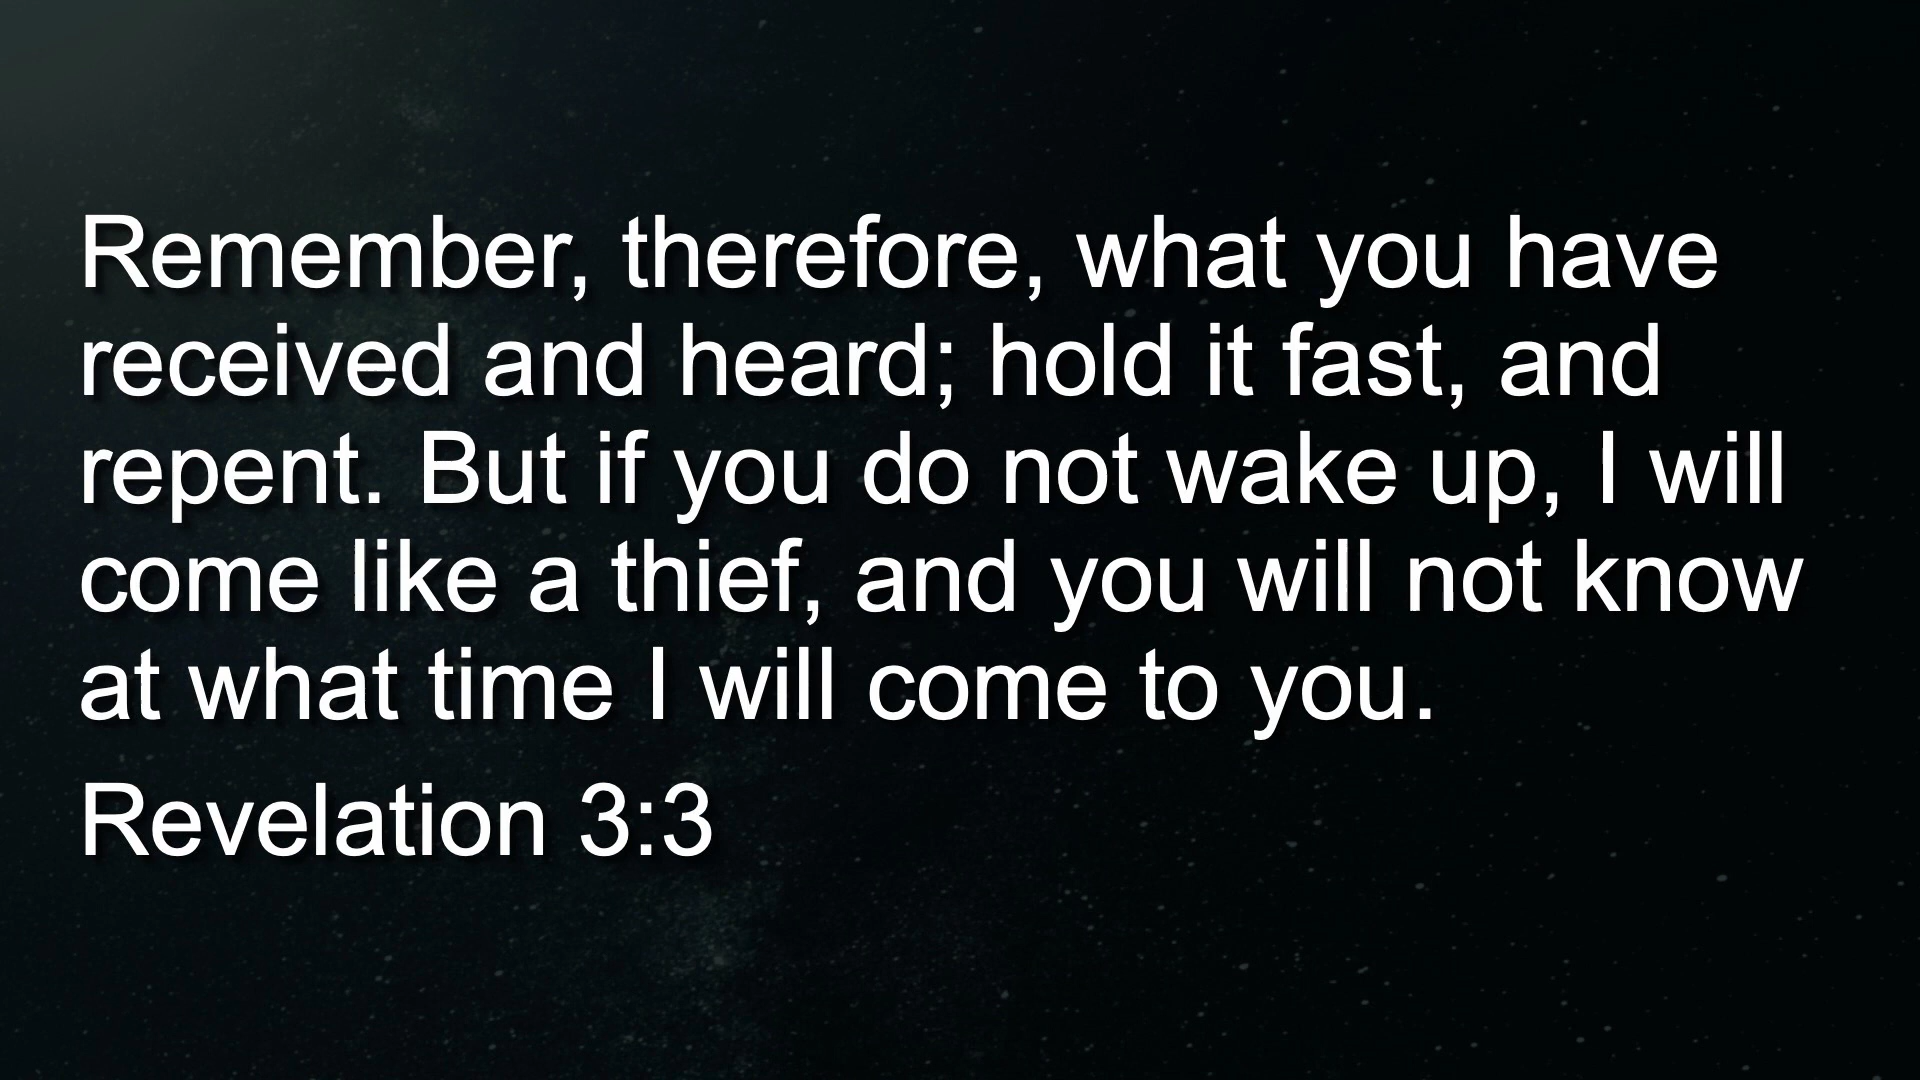 Remember, therefore, what you have
received and heard; hold it fast, and
repent. But if you do not wake up, I will
come like a thief, and you will not know
at what time I will come to you.
Revelation 3:3